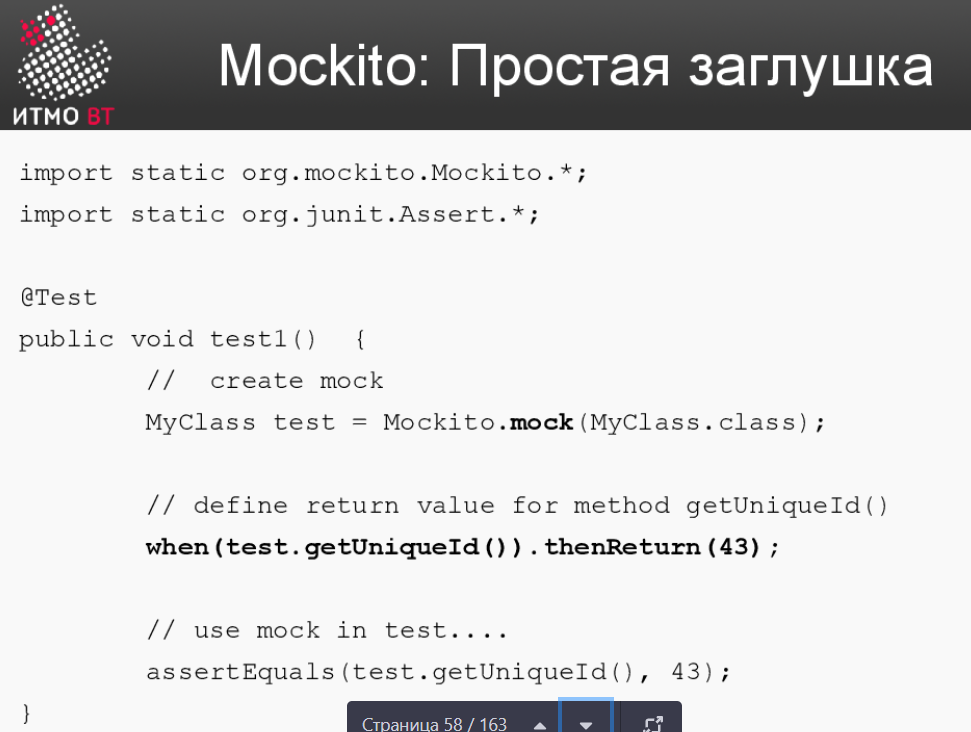 ИТМО ВТ
Mockito: Простая заглушка
import static org.mockito.Mockito.*;
import static org.junit.Assert.*;
@Test
public void test1()  {
//  create mock
MyClass test = Mockito.mock(MyClass.class);
// define return value for method getUniqueId()
when(test.getUniqueId()).thenReturn(43);
// use mock in test....
assertEquals(test.getUniqueId(), 43);
}
Страница 58 / 163